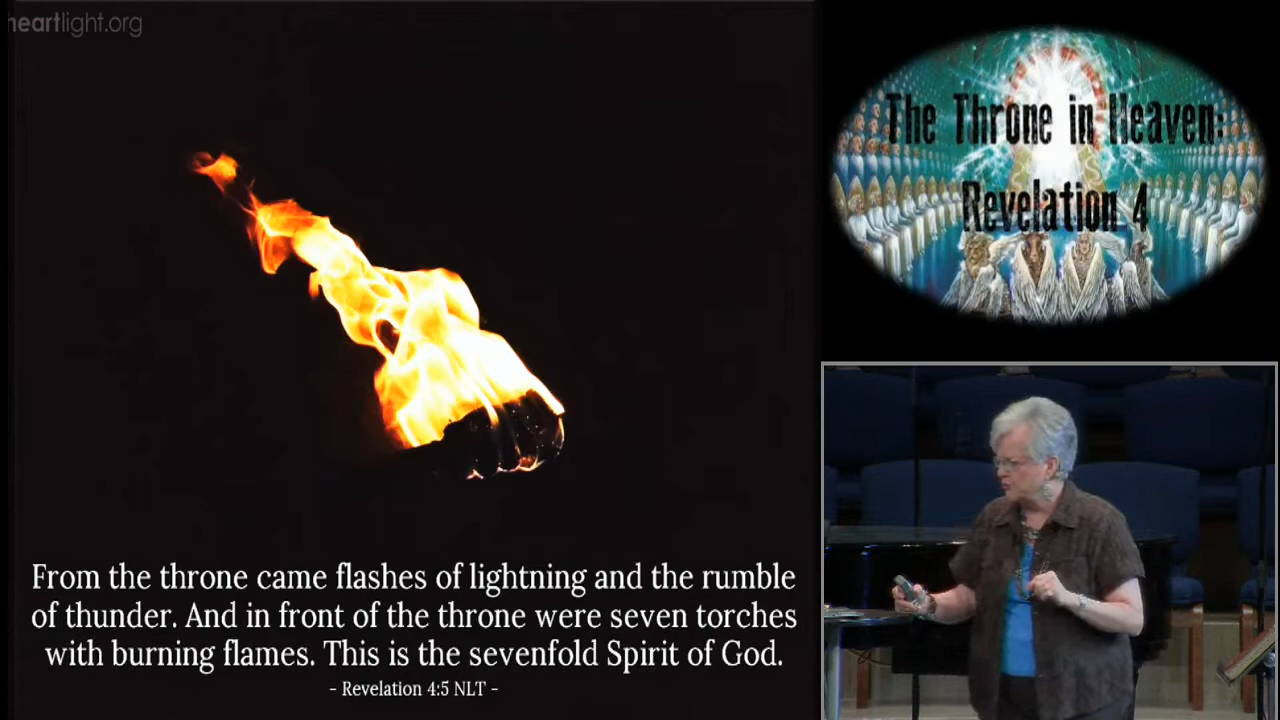 heartlight.org
The Throne in Heaven:
Revelation 4
From the throne came flashes of lightning and the rumble
of thunder. And in front of the throne were seven torches
with burning flames. This is the sevenfold Spirit of God.
- Revelation 4:5 NLT -